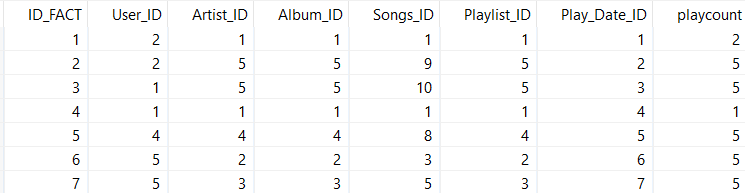 ID_FACT User_ID Artist_ID Album_ID Songs_ID Playlist_ID Play_Date_ID playcount
1 2 1 1 1 1 1 2
2 2 5 5 9 5 2 5
3 1 5 5 10 5 3 5
4 1 1 1 1 1 4 1
5 4 4 4 8 4 5 5
6 5 2 2 3 2 6 5
7 5 3 3 5 3 7 5